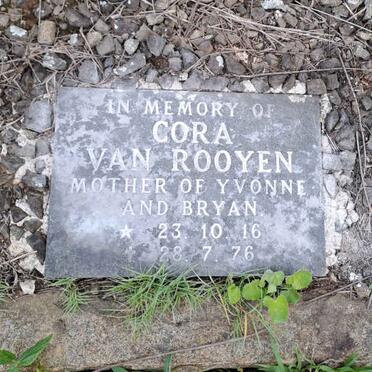 IN MEMORY OF
CORA
VAN ROOYEN
MOTHER OF YVONNE
AND BRYAN.
★ 23.10.16
28.7.76